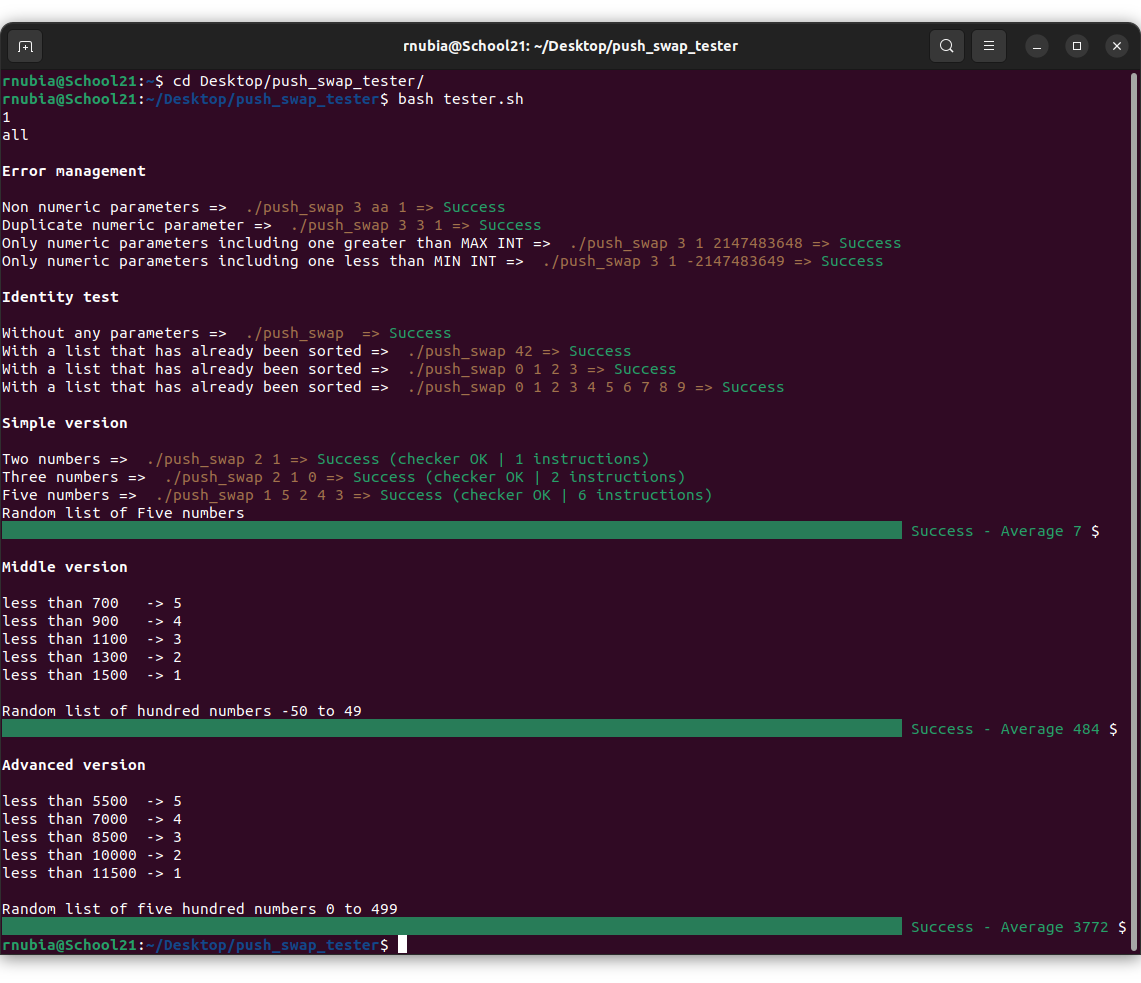 rnubia@School21: ~/Desktop/push_swap_tester
rnubia@School21:~$ cd Desktop/push_swap_tester/
rnubia@School21:~/Desktop/push_swap_tester$ bash tester.sh
1
all
Error management
Non numeric parameters =>  ./push_swap 3 aa 1 => Success
Duplicate numeric parameter =>  ./push_swap 3 3 1 => Success
Only numeric parameters including one greater than MAX INT =>  ./push_swap 3 1 2147483648 => Success
Only numeric parameters including one less than MIN INT =>  ./push_swap 3 1 -2147483649 => Success
Identity test
Without any parameters =>  ./push_swap  => Success
With a list that has already been sorted =>  ./push_swap 42 => Success
With a list that has already been sorted =>  ./push_swap 0 1 2 3 => Success
With a list that has already been sorted =>  ./push_swap 0 1 2 3 4 5 6 7 8 9 => Success
Simple version
Two numbers =>  ./push_swap 2 1 => Success (checker OK | 1 instructions)
Three numbers =>  ./push_swap 2 1 0 => Success (checker OK | 2 instructions)
Five numbers =>  ./push_swap 1 5 2 4 3 => Success (checker OK | 6 instructions)
Random list of Five numbers
Success - Average 7 $
Middle version
less than 700   -> 5
less than 900   -> 4
less than 1100  -> 3
less than 1300  -> 2
less than 1500  -> 1
Random list of hundred numbers -50 to 49
Success - Average 484 $
Advanced version
less than 5500  -> 5
less than 7000  -> 4
less than 8500  -> 3
less than 10000 -> 2
less than 11500 -> 1
Random list of five hundred numbers 0 to 499
Success - Average 3772 $
rnubia@School21:~/Desktop/push_swap_tester$